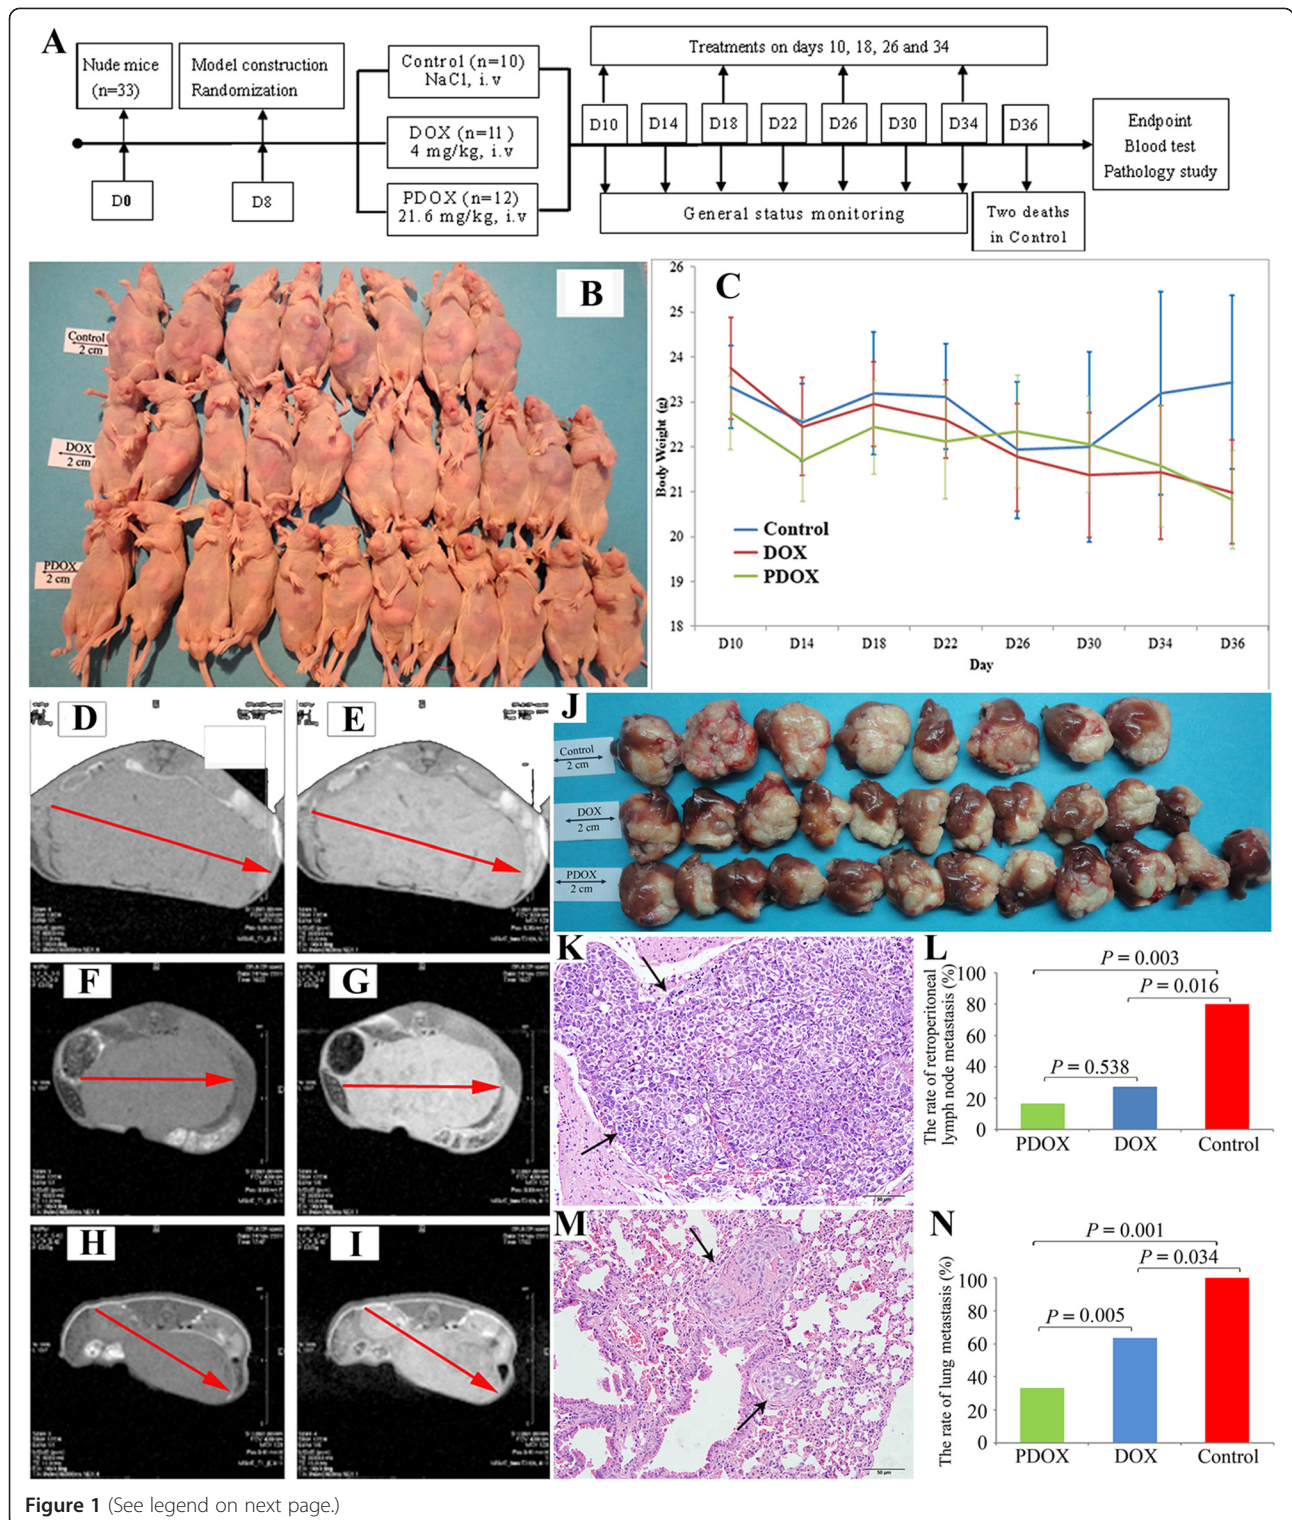 A
Nude mice
(n=33)
Model construction
Randomization
Control (n=10)
NaCl, i.v
DOX (n=11)
4 mg/kg, i.v
PDOX (n=12)
21.6 mg/kg, i.v
D0
D8
Treatments on days 10, 18, 26 and 34
D10
D14
D18
D22
D26
D30
D34
D36
General status monitoring
Two deaths
in Control
Endpoint
Blood test
Pathology study
B
Control
2 cm
DOX
2 cm
PDOX
2 cm
C
Body Weight (g)
26
25
24
23
22
21
20
19
18
Control
DOX
PDOX
D10 D14 D18 D22 D26 D30 D34 D36
Day
D
E
F
G
H
I
J
Control
2 cm
DOX
2 cm
PDOX
2 cm
K
50 μm
L
The rate of retroperitoneal
lymph node metastasis (%)
100
80
60
40
20
0
P = 0.003
P = 0.016
P = 0.538
PDOX DOX Control
M
50 μm
N
The rate of lung metastasis (%)
100
80
60
40
20
0
P = 0.001
P = 0.034
P = 0.005
PDOX DOX Control
Figure 1 (See legend on next page.)